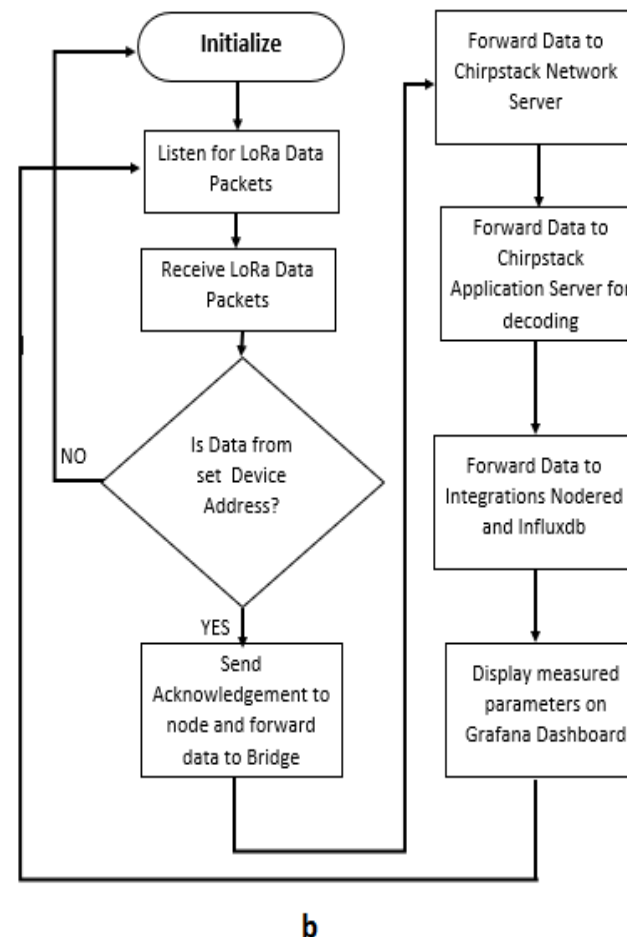 Initialize
Listen for LoRa Data
Packets
Receive LoRa Data
Packets
Is Data from
set Device
Address?
NO
YES
Send
Acknowledgement to
node and forward
data to Bridge
Forward Data to
Chirpstack Network
Server
Forward Data to
Chirpstack
Application Server for
decoding
Forward Data to
Integrations Nodered
and Influxdb
Display measured
parameters on
Grafana Dashboard
b